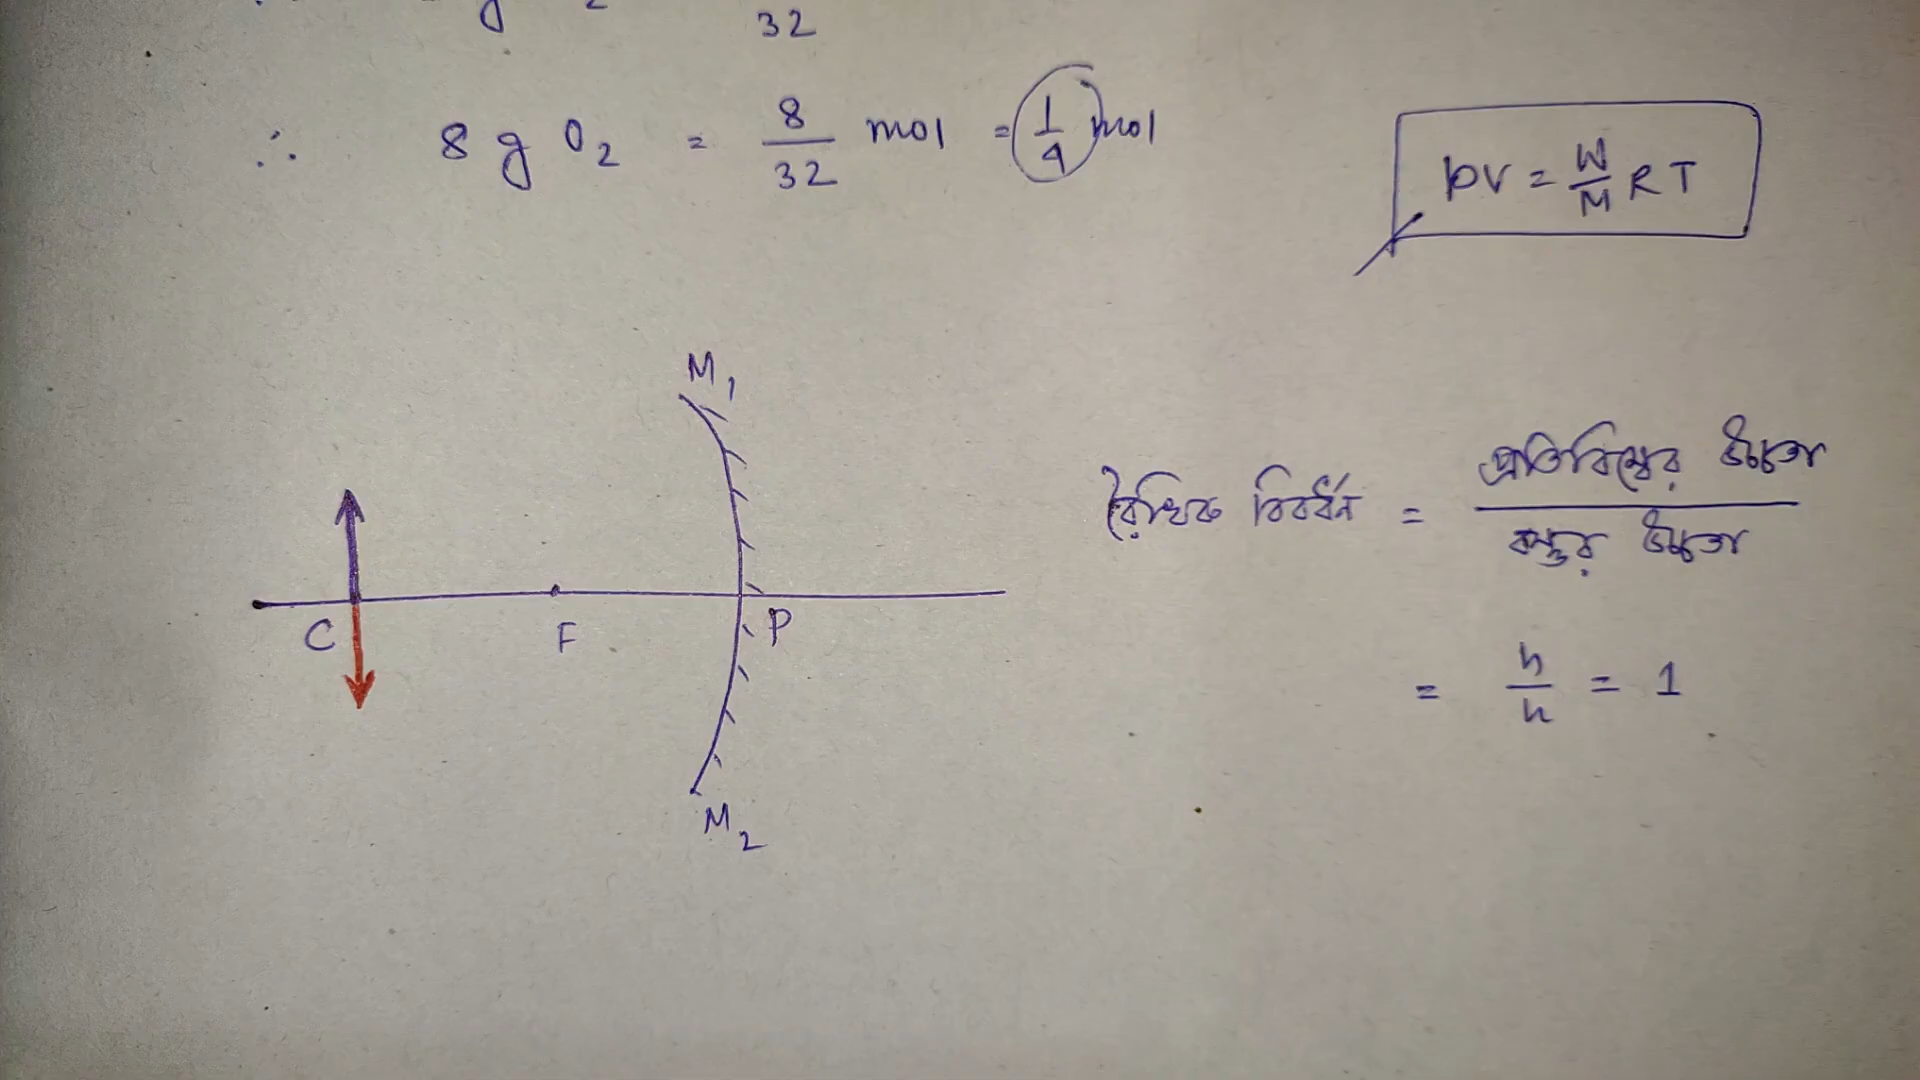 32
∴ 8 g O₂ = 8/32 mol = 1/4 mol
pV = W/M RT
M₁
রৈখিক বিবর্ধন = প্রতিবিম্বের উচ্চতা / বস্তুর উচ্চতা
C F P
= h/h = 1
M₂